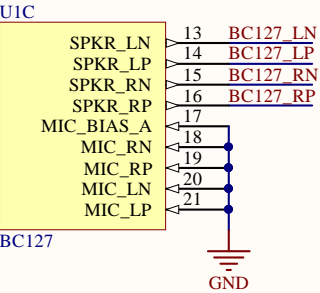 U1C
SPKR_LN 13 BC127_LN
SPKR_LP 14 BC127_LP
SPKR_RN 15 BC127_RN
SPKR_RP 16 BC127_RP
MIC_BIAS_A 17
MIC_RN 18
MIC_RP 19
MIC_LN 20
MIC_LP 21
BC127
GND